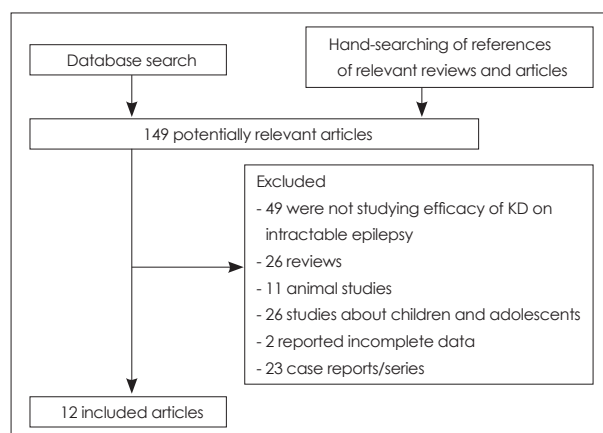 Database search
Hand-searching of references
of relevant reviews and articles
149 potentially relevant articles
Excluded
- 49 were not studying efficacy of KD on
intractable epilepsy
- 26 reviews
- 11 animal studies
- 26 studies about children and adolescents
- 2 reported incomplete data
- 23 case reports/series
12 included articles